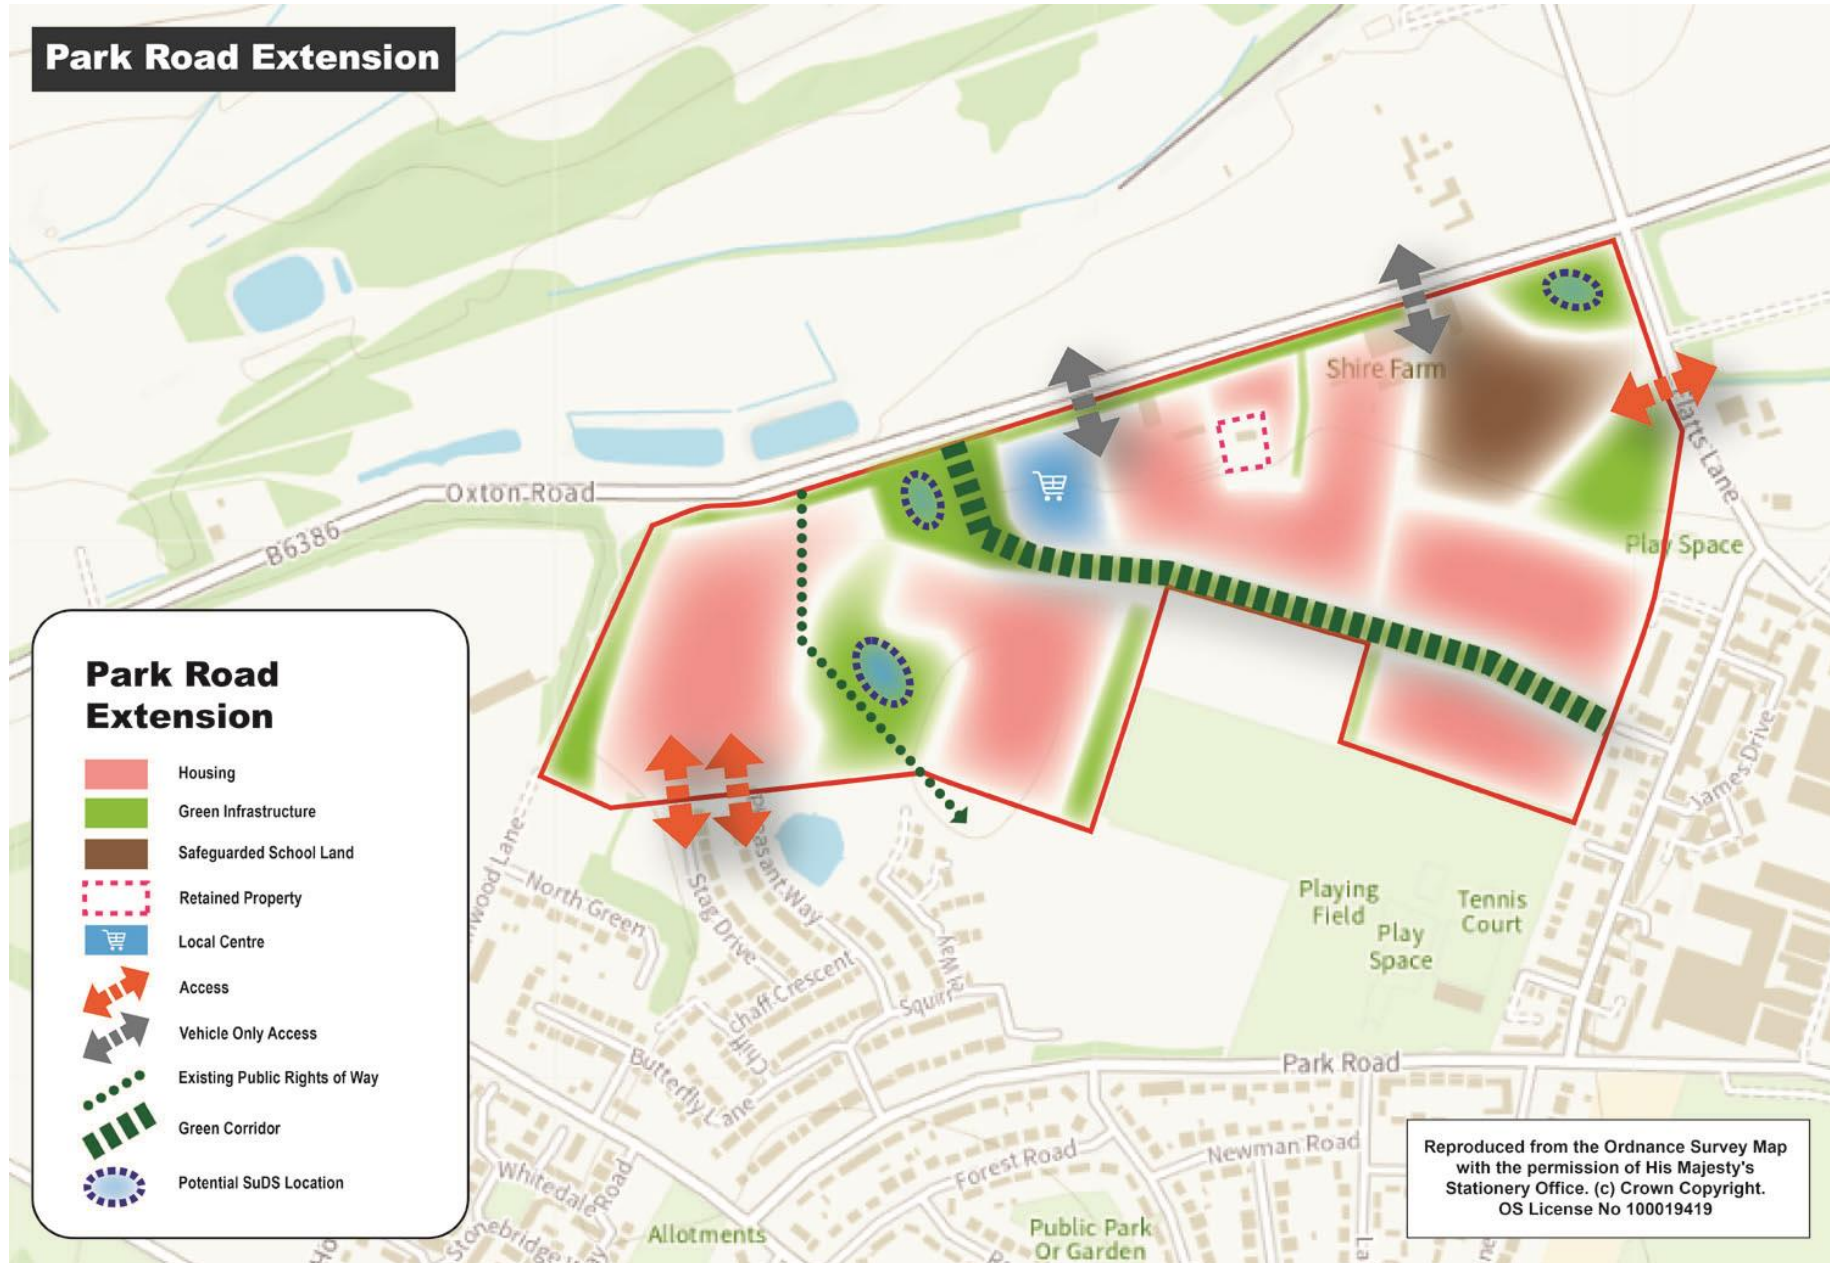 Park Road Extension
Shire Farm
Oxton Road
B6386
Play Space
James Drive
Park Road
Extension
Housing
Green Infrastructure
Safeguarded School Land
Retained Property
Local Centre
Access
Vehicle Only Access
Existing Public Rights of Way
Green Corridor
Potential SuDS Location
North Green
Stag Drive
Chaff Crescent
Butterfly Lane
Playing
Field
Tennis
Court
Play
Space
Park Road
Whitedale Road
Forest Road
Newman Road
Allotments
Public Park
Or Garden
Reproduced from the Ordnance Survey Map
with the permission of His Majesty's
Stationery Office. (c) Crown Copyright.
OS License No 100019419